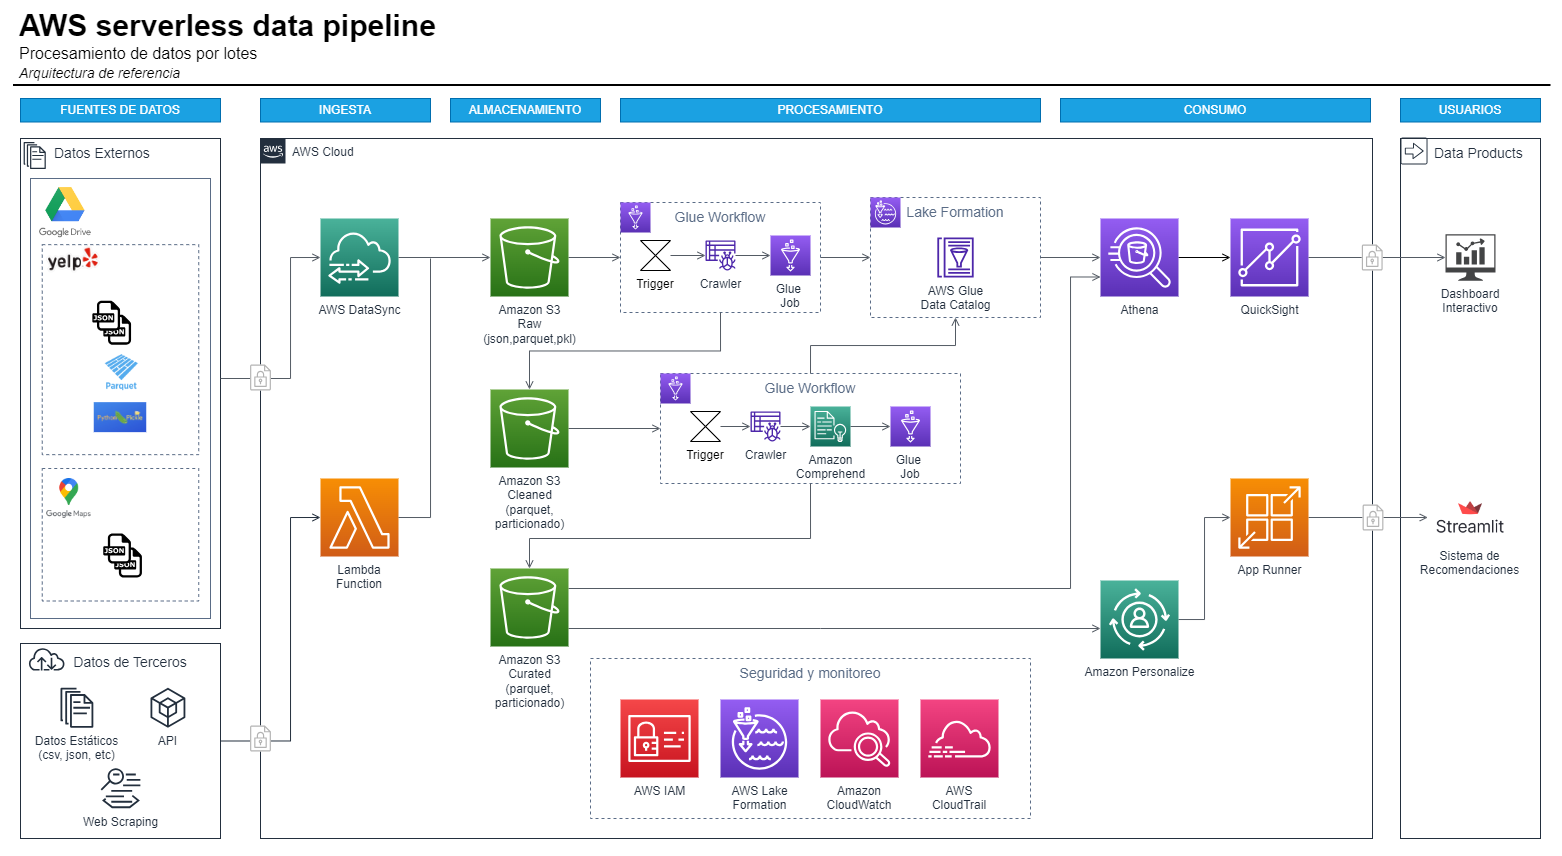 AWS serverless data pipeline
Procesamiento de datos por lotes
Arquitectura de referencia
FUENTES DE DATOS
INGESTA
ALMACENAMIENTO
PROCESAMIENTO
CONSUMO
USUARIOS
Datos Externos
Google Drive
yelp
JSON
JSON
Parquet
Python Pickle
Google Maps
JSON
JSON
Datos de Terceros
Datos Estáticos
(csv, json, etc)
API
Web Scraping
aws
AWS Cloud
AWS DataSync
Lambda
Function
Amazon S3
Raw
(json,parquet,pkl)
Amazon S3
Cleaned
(parquet,
particionado)
Amazon S3
Curated
(parquet,
particionado)
Glue Workflow
Trigger
Crawler
Glue
Job
Lake Formation
AWS Glue
Data Catalog
Glue Workflow
Trigger
Crawler
Amazon
Comprehend
Glue
Job
Seguridad y monitoreo
AWS IAM
AWS Lake
Formation
Amazon
CloudWatch
AWS
CloudTrail
Athena
QuickSight
App Runner
Amazon Personalize
Data Products
Dashboard
Interactivo
Streamlit
Sistema de
Recomendaciones